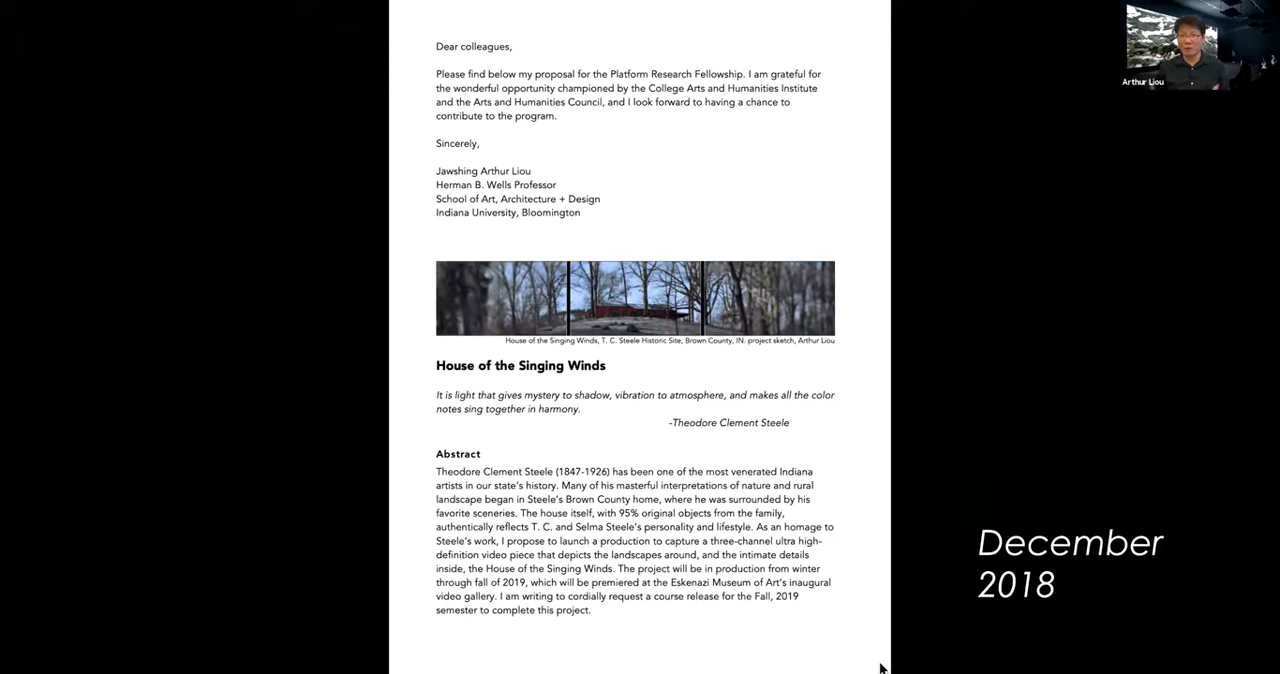 Dear colleagues,
Please find below my proposal for the Platform Research Fellowship. I am grateful for
the wonderful opportunity championed by the College Arts and Humanities Institute
and the Arts and Humanities Council, and I look forward to having a chance to
contribute to the program.
Sincerely,
Jawshing Arthur Liou
Herman B. Wells Professor
School of Art, Architecture + Design
Indiana University, Bloomington
House of the Singing Winds, T. C. Steele Historic Site, Brown County, IN. project sketch, Arthur Liou
House of the Singing Winds
It is light that gives mystery to shadow, vibration to atmosphere, and makes all the color
notes sing together in harmony.
-Theodore Clement Steele
Abstract
Theodore Clement Steele (1847-1926) has been one of the most venerated Indiana
artists in our state's history. Many of his masterful interpretations of nature and rural
landscape began in Steele's Brown County home, where he was surrounded by his
favorite sceneries. The house itself, with 95% original objects from the family,
authentically reflects T. C. and Selma Steele's personality and lifestyle. As an homage to
Steele's work, I propose to launch a production to capture a three-channel ultra high-
definition video piece that depicts the landscapes around, and the intimate details
inside, the House of the Singing Winds. The project will be in production from winter
through fall of 2019, which will be premiered at the Eskenazi Museum of Art's inaugural
video gallery. I am writing to cordially request a course release for the Fall, 2019
semester to complete this project.
Arthur Liou
December
2018